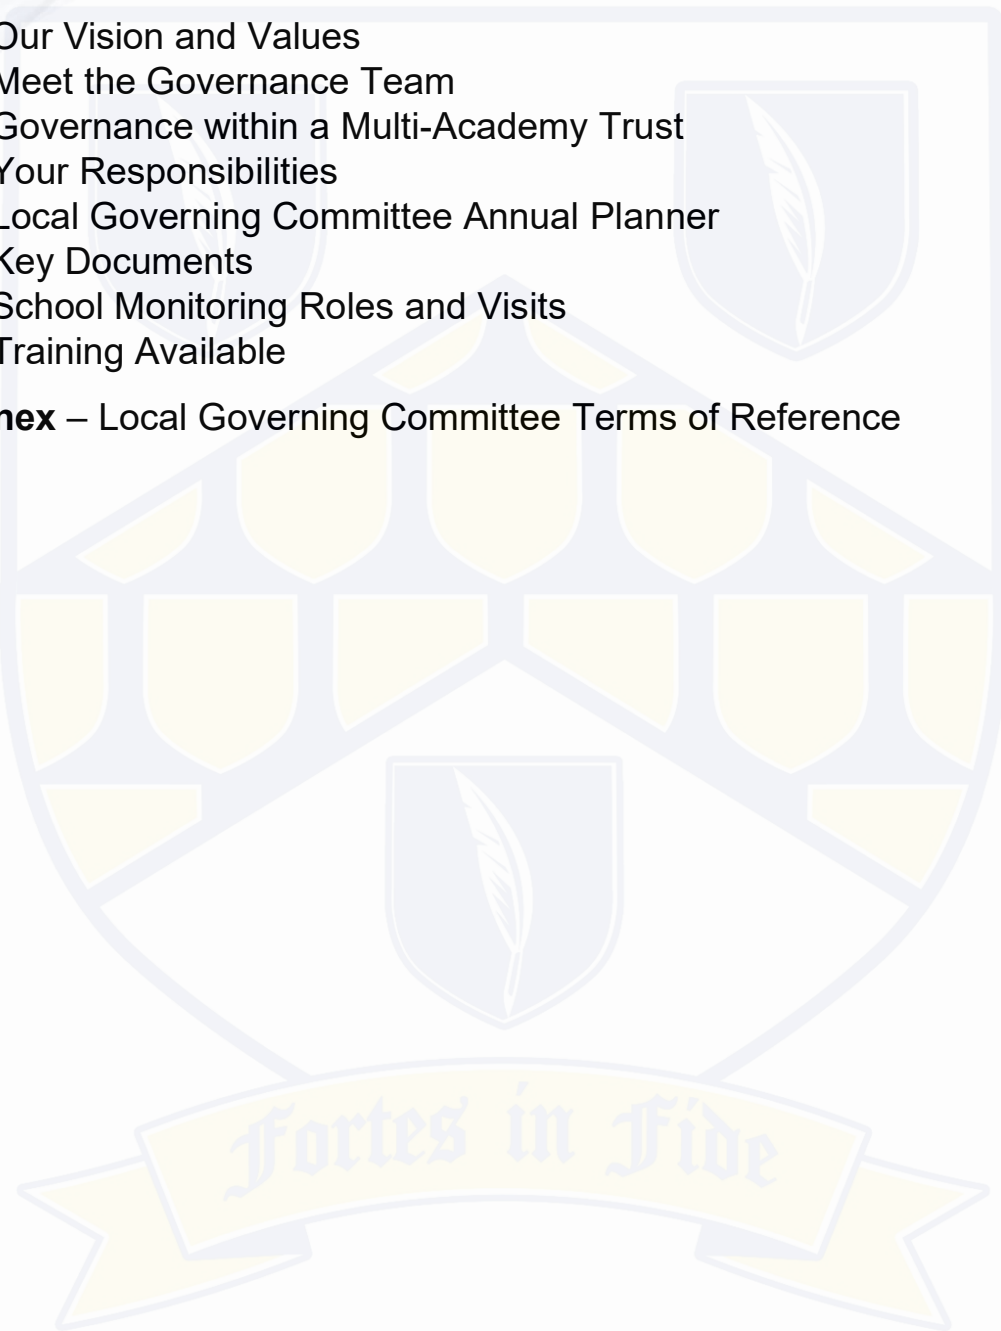 Our Vision and Values
Meet the Governance Team
Governance within a Multi-Academy Trust
Your Responsibilities
Local Governing Committee Annual Planner
Key Documents
School Monitoring Roles and Visits
Training Available
nex – Local Governing Committee Terms of Reference
Fortes in Fide